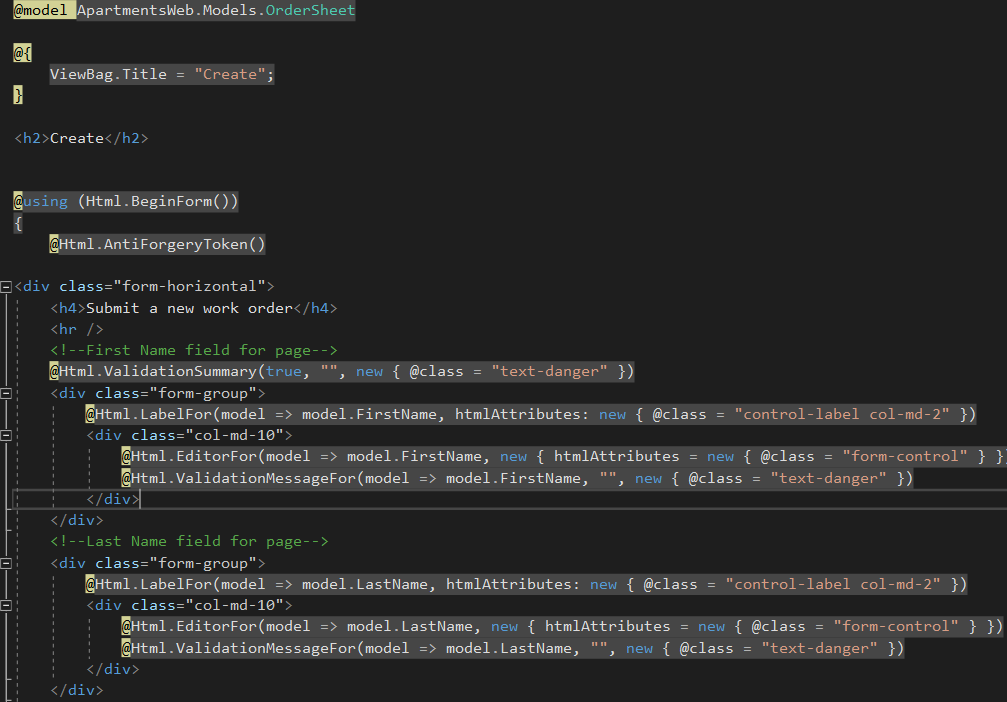 @model ApartmentsWeb.Models.OrderSheet
@{
ViewBag.Title = "Create";
}
<h2>Create</h2>
@using (Html.BeginForm())
{
@Html.AntiForgeryToken()
<div class="form-horizontal">
<h4>Submit a new work order</h4>
<hr />
<!--First Name field for page-->
@Html.ValidationSummary(true, "", new { @class = "text-danger" })
<div class="form-group">
@Html.LabelFor(model => model.FirstName, htmlAttributes: new { @class = "control-label col-md-2" })
<div class="col-md-10">
@Html.EditorFor(model => model.FirstName, new { htmlAttributes = new { @class = "form-control" } })
@Html.ValidationMessageFor(model => model.FirstName, "", new { @class = "text-danger" })
</div>
</div>
<!--Last Name field for page-->
<div class="form-group">
@Html.LabelFor(model => model.LastName, htmlAttributes: new { @class = "control-label col-md-2" })
<div class="col-md-10">
@Html.EditorFor(model => model.LastName, new { htmlAttributes = new { @class = "form-control" } })
@Html.ValidationMessageFor(model => model.LastName, "", new { @class = "text-danger" })
</div>
</div>